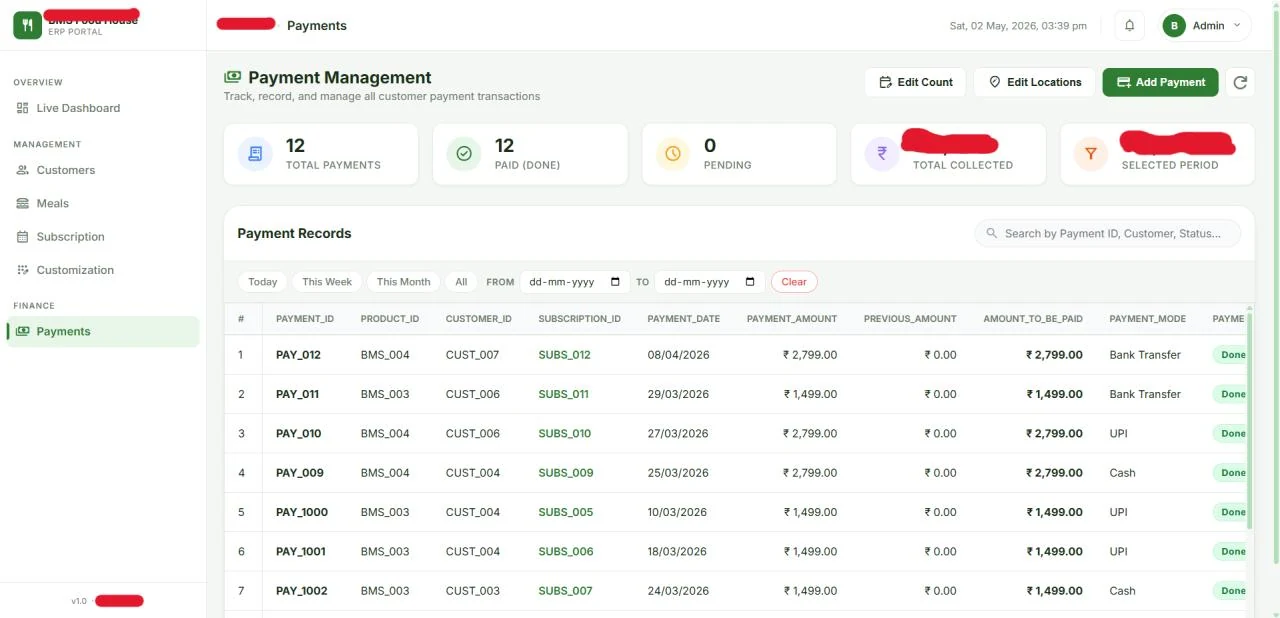 BMS Food House
ERP PORTAL
Payments
Sat, 02 May, 2026, 03:39 pm
B
Admin
OVERVIEW
Live Dashboard
MANAGEMENT
Customers
Meals
Subscription
Customization
FINANCE
Payments
v1.0 ·
Payment Management
Track, record, and manage all customer payment transactions
Edit Count
Edit Locations
Add Payment
12
TOTAL PAYMENTS
12
PAID (DONE)
0
PENDING
₹
TOTAL COLLECTED
SELECTED PERIOD
Payment Records
Search by Payment ID, Customer, Status...
Today This Week This Month All FROM dd-mm-yyyy TO dd-mm-yyyy Clear
# PAYMENT_ID PRODUCT_ID CUSTOMER_ID SUBSCRIPTION_ID PAYMENT_DATE PAYMENT_AMOUNT PREVIOUS_AMOUNT AMOUNT_TO_BE_PAID PAYMENT_MODE PAYME
1 PAY_012 BMS_004 CUST_007 SUBS_012 08/04/2026 ₹ 2,799.00 ₹ 0.00 ₹ 2,799.00 Bank Transfer Done
2 PAY_011 BMS_003 CUST_006 SUBS_011 29/03/2026 ₹ 1,499.00 ₹ 0.00 ₹ 1,499.00 Bank Transfer Done
3 PAY_010 BMS_004 CUST_006 SUBS_010 27/03/2026 ₹ 2,799.00 ₹ 0.00 ₹ 2,799.00 UPI Done
4 PAY_009 BMS_004 CUST_004 SUBS_009 25/03/2026 ₹ 2,799.00 ₹ 0.00 ₹ 2,799.00 Cash Done
5 PAY_1000 BMS_003 CUST_004 SUBS_005 10/03/2026 ₹ 1,499.00 ₹ 0.00 ₹ 1,499.00 UPI Done
6 PAY_1001 BMS_003 CUST_004 SUBS_006 18/03/2026 ₹ 1,499.00 ₹ 0.00 ₹ 1,499.00 UPI Done
7 PAY_1002 BMS_003 CUST_003 SUBS_007 24/03/2026 ₹ 1,499.00 ₹ 0.00 ₹ 1,499.00 Cash Done